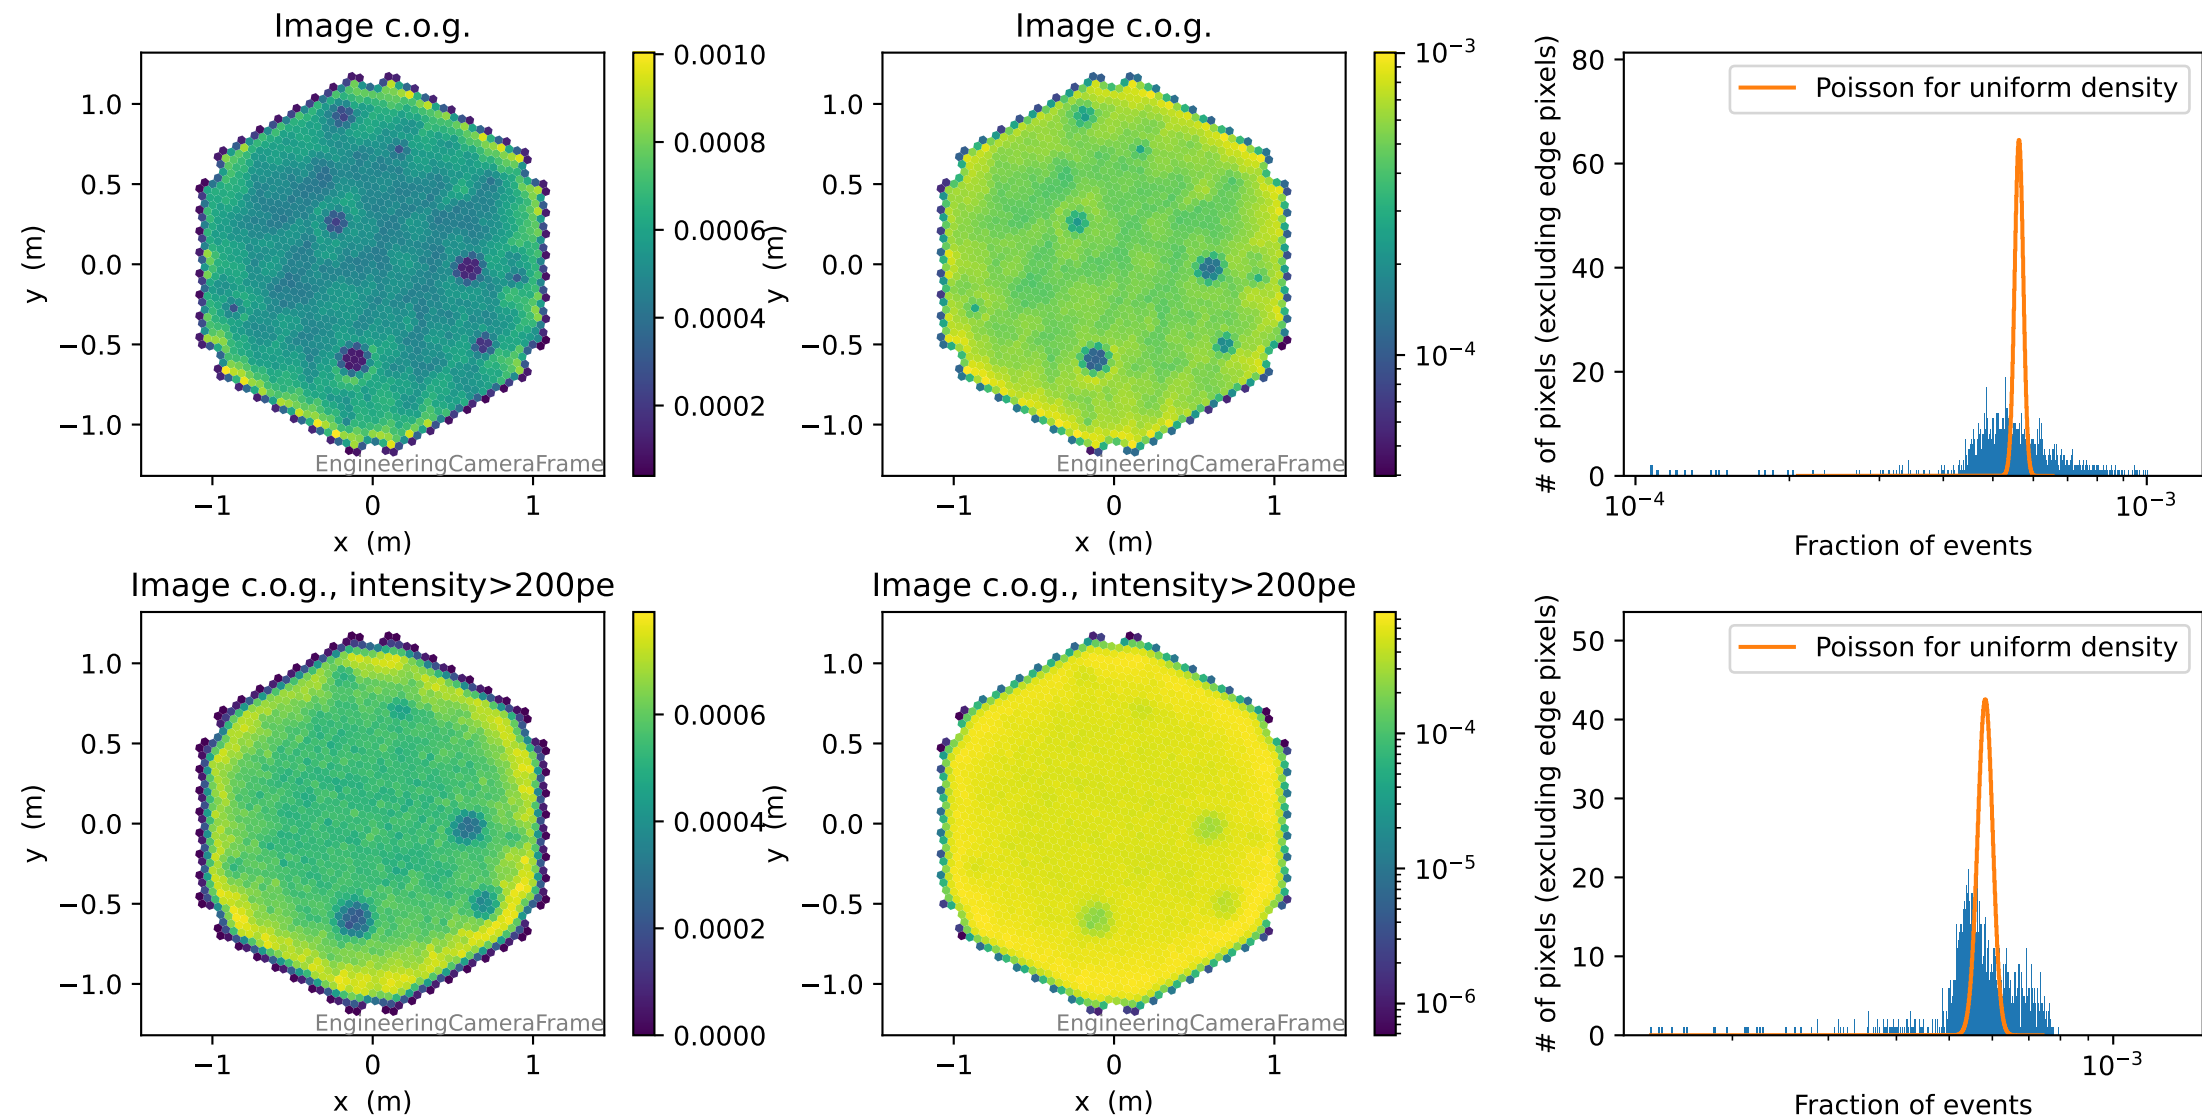 Image c.o.g.
1.0
0.5
0.0
−0.5
−1.0
y (m)
−1
0
1
x (m)
EngineeringCameraFrame
0.0010
0.0008
0.0006
0.0004
0.0002
Image c.o.g.
1.0
0.5
0.0
−0.5
−1.0
y (m)
−1
0
1
x (m)
EngineeringCameraFrame
10−3
10−4
80
60
40
20
0
# of pixels (excluding edge pixels)
Poisson for uniform density
10−4
10−3
Fraction of events
Image c.o.g., intensity>200pe
1.0
0.5
0.0
−0.5
−1.0
y (m)
−1
0
1
x (m)
EngineeringCameraFrame
0.0006
0.0004
0.0002
0.0000
Image c.o.g., intensity>200pe
1.0
0.5
0.0
−0.5
−1.0
y (m)
−1
0
1
x (m)
EngineeringCameraFrame
10−4
10−5
10−6
50
40
30
20
10
0
# of pixels (excluding edge pixels)
Poisson for uniform density
10−3
Fraction of events